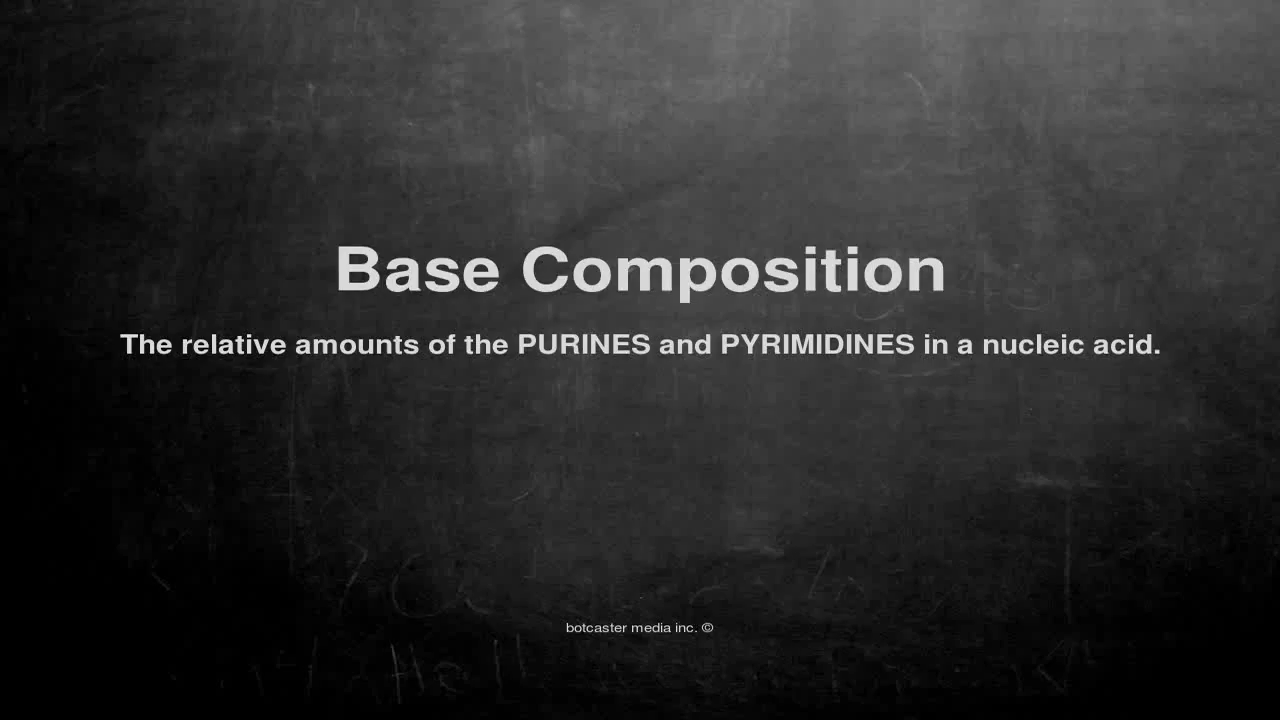 Base Composition
The relative amounts of the PURINES and PYRIMIDINES in a nucleic acid.
botcaster media inc. ©